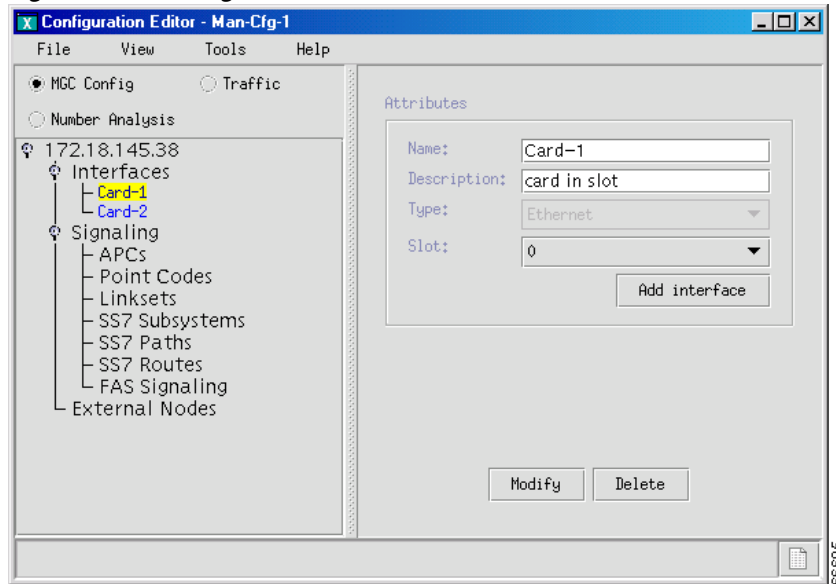 Configuration Editor - Man-Cfg-1
File View Tools Help
MGC Config Traffic
Number Analysis
172.18.145.38
Interfaces
Card-1
Card-2
Signaling
APCs
Point Codes
Linksets
SS7 Subsystems
SS7 Paths
SS7 Routes
FAS Signaling
External Nodes
Attributes
Name: Card-1
Description: card in slot
Type: Ethernet
Slot: 0
Add interface
Modify Delete